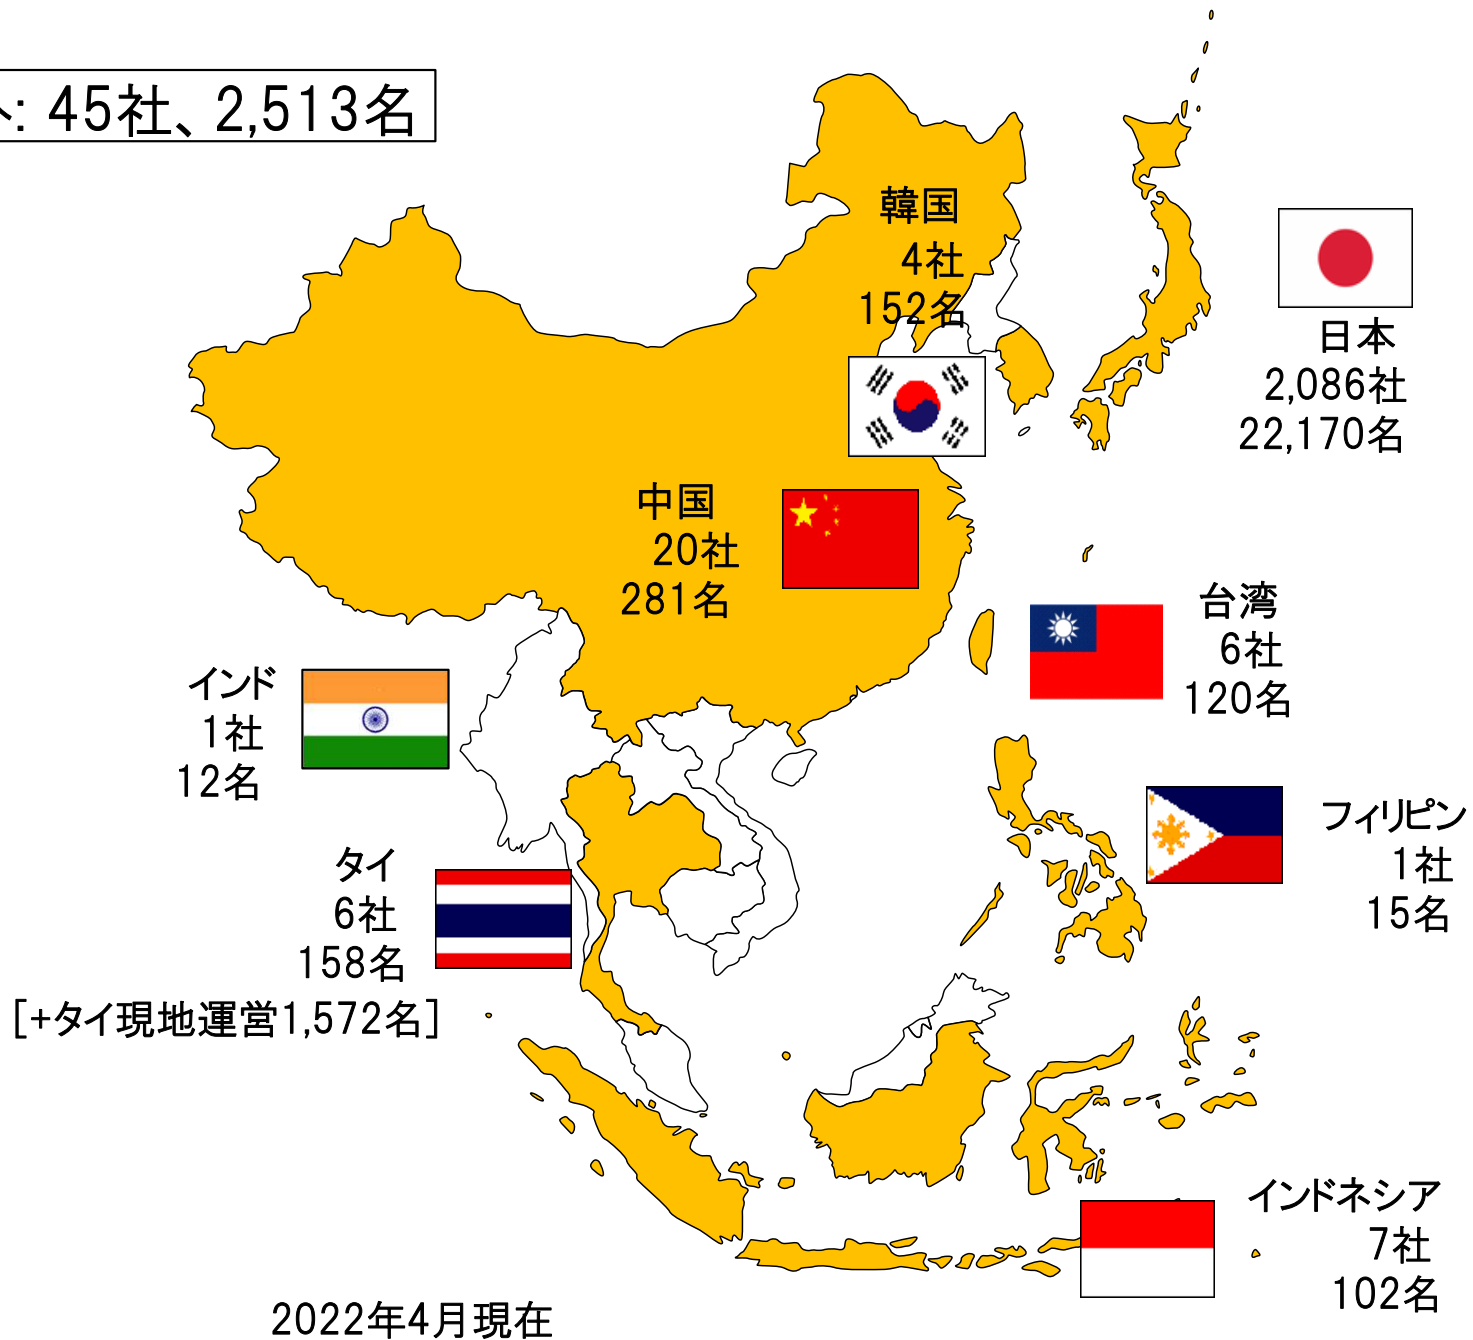 : 45社、2,513名
韓国
4社
152名
日本
2,086社
22,170名
中国
20社
281名
台湾
6社
120名
インド
1社
12名
フィリピン
1社
15名
タイ
6社
158名
[+タイ現地運営1,572名]
インドネシア
7社
102名
2022年4月現在